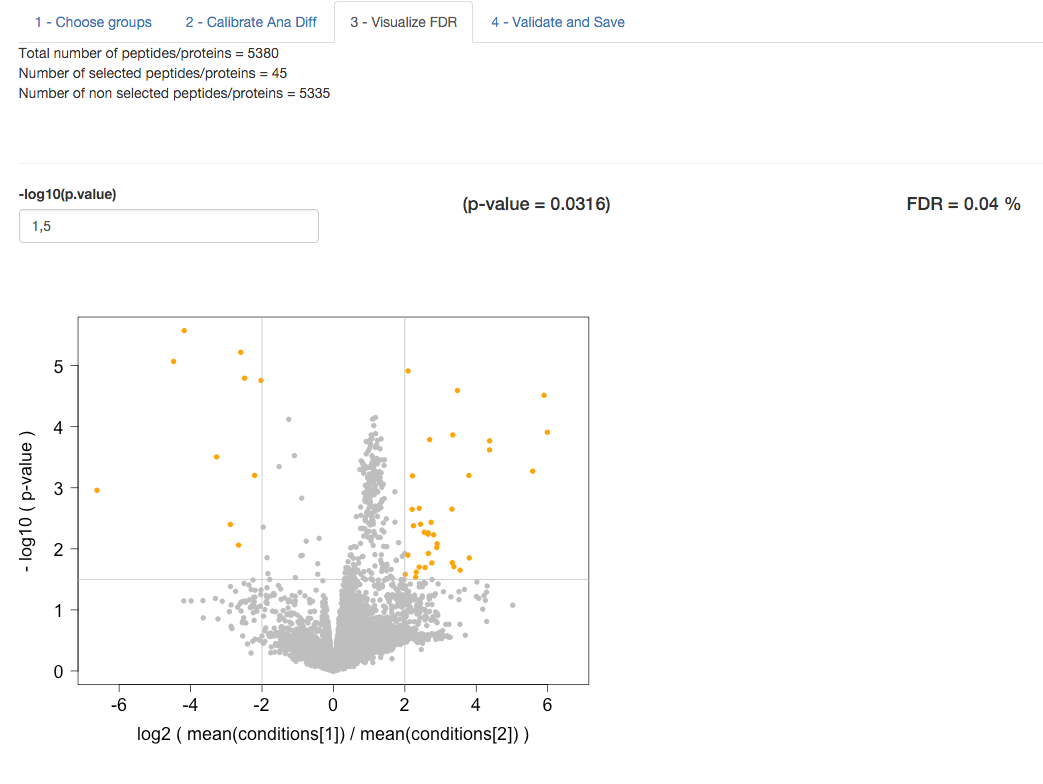 1 - Choose groups 2 - Calibrate Ana Diff 3 - Visualize FDR 4 - Validate and Save
Total number of peptides/proteins = 5380
Number of selected peptides/proteins = 45
Number of non selected peptides/proteins = 5335
-log10(p.value) (p-value = 0.0316) FDR = 0.04 %
1,5
5
4
3
2
1
0
- log10 ( p-value )
-6 -4 -2 0 2 4 6
log2 ( mean(conditions[1]) / mean(conditions[2]) )